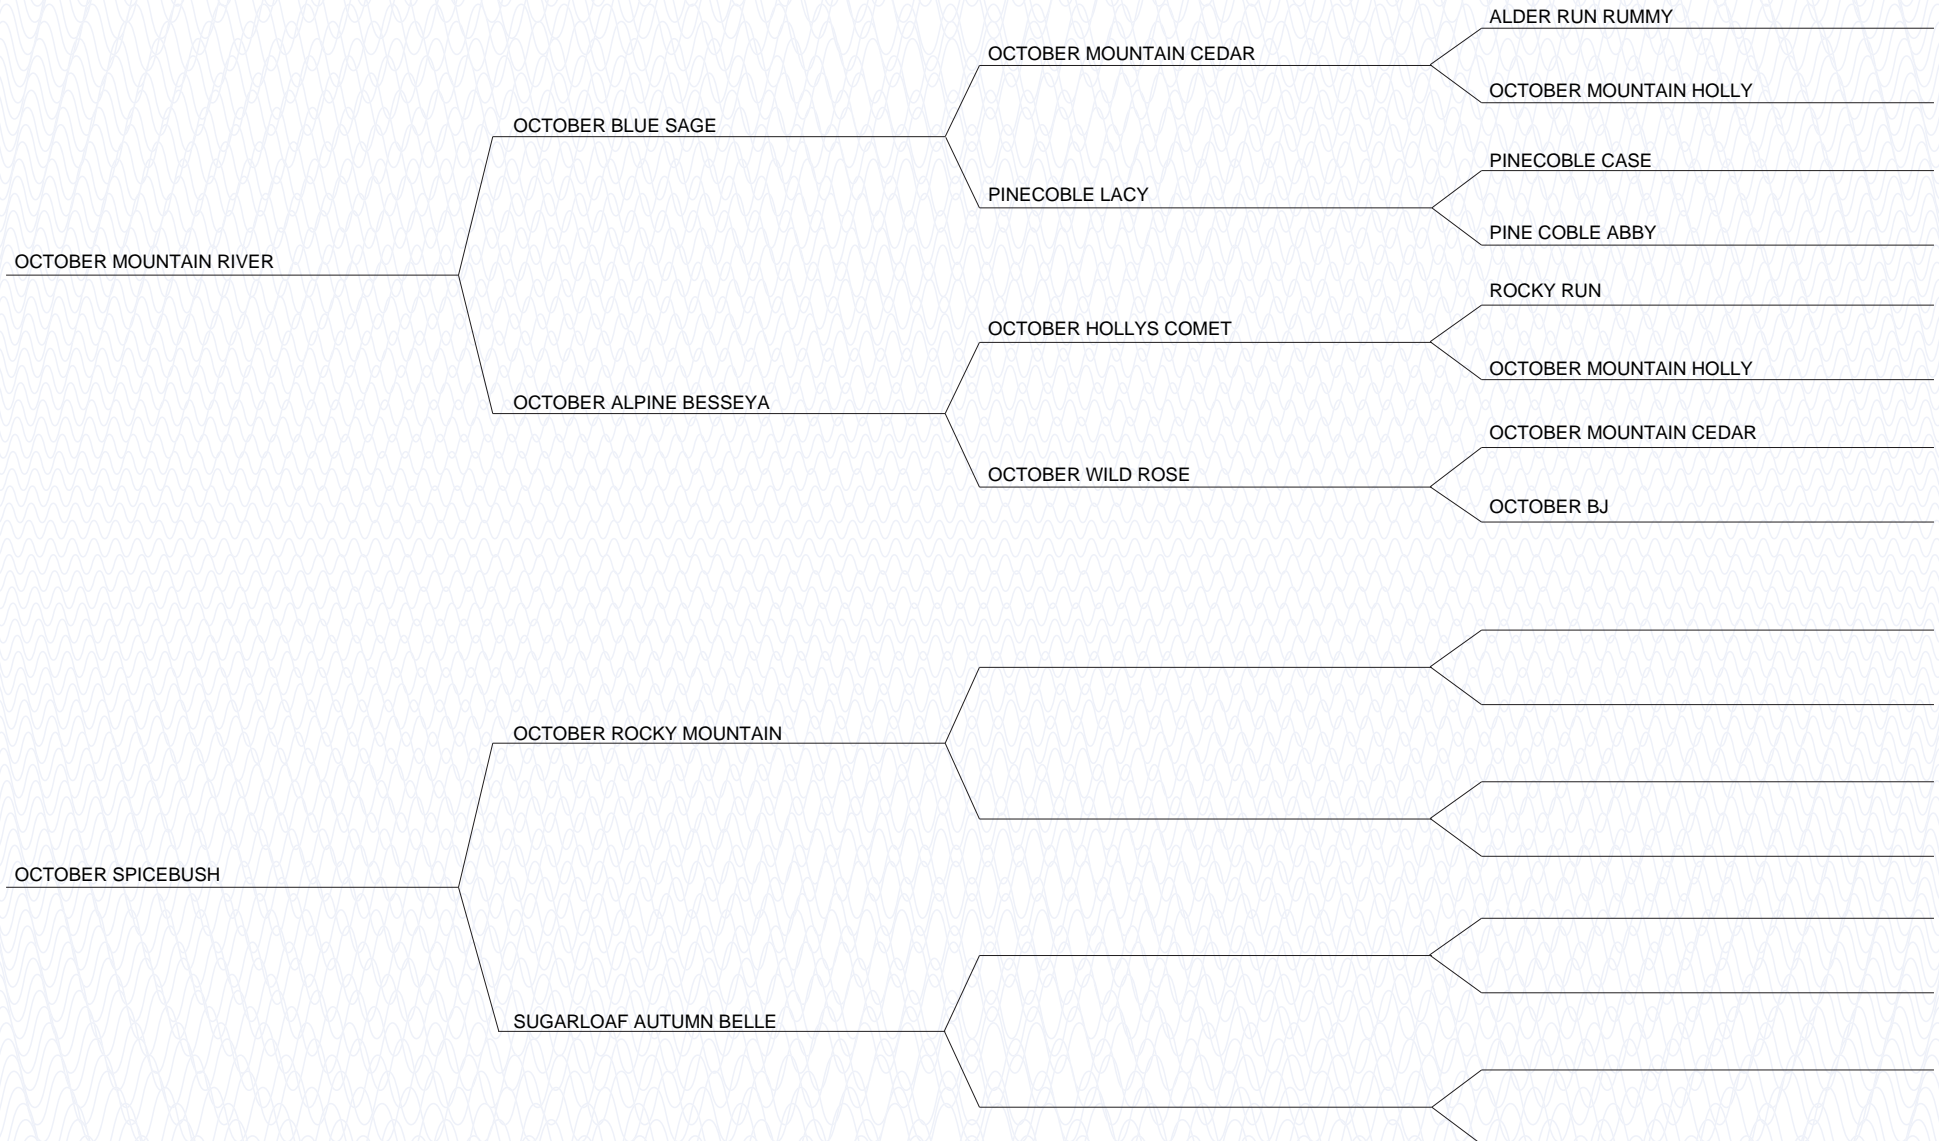 ALDER RUN RUMMY
OCTOBER MOUNTAIN CEDAR
OCTOBER MOUNTAIN HOLLY
OCTOBER BLUE SAGE
PINECOBLE CASE
PINECOBLE LACY
PINE COBLE ABBY
OCTOBER MOUNTAIN RIVER
ROCKY RUN
OCTOBER HOLLYS COMET
OCTOBER MOUNTAIN HOLLY
OCTOBER ALPINE BESSEYA
OCTOBER MOUNTAIN CEDAR
OCTOBER WILD ROSE
OCTOBER BJ
OCTOBER ROCKY MOUNTAIN
OCTOBER SPICEBUSH
SUGARLOAF AUTUMN BELLE